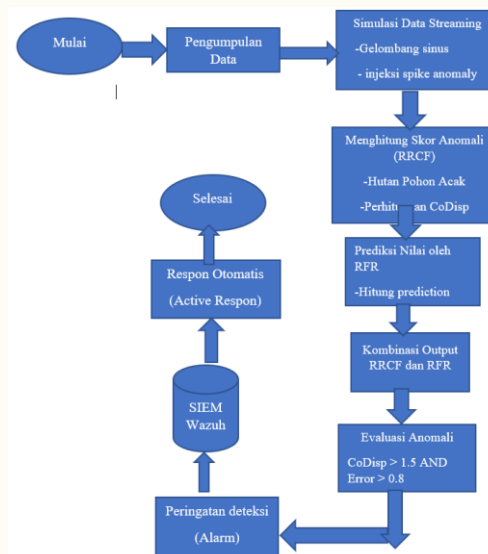 Mulai
Pengumpulan
Data
Simulasi Data Streaming
-Gelombang sinus
- injeksi spike anomaly
Menghitung Skor Anomali
(RRCF)
-Hutan Pohon Acak
CoDisp
Prediksi Nilai oleh
RFR
-Hitung prediction
Kombinasi Output
RRCF dan RFR
Evaluasi Anomali
CoDisp > 1.5 AND
Error > 0.8
Peringatan deteksi
(Alarm)
SIEM
Wazuh
Respon Otomatis
(Active Respon)
Selesai